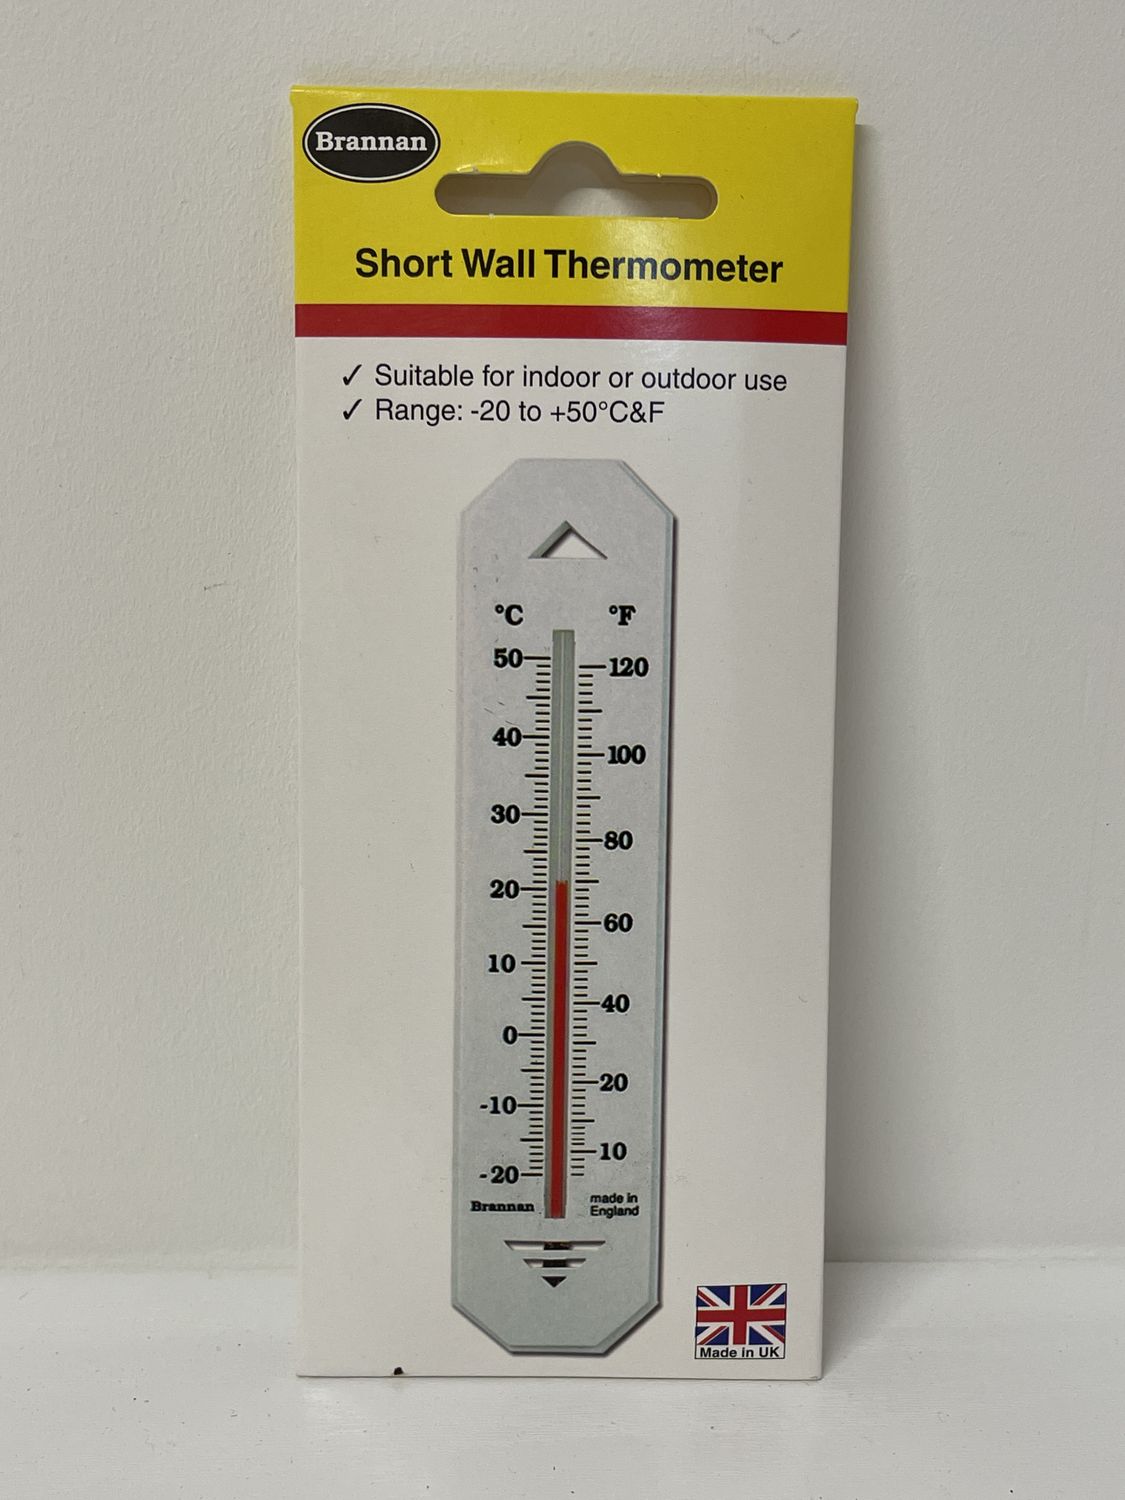 Brannan
Short Wall Thermometer
✓ Suitable for indoor or outdoor use
✓ Range: -20 to +50°C&F
°C °F
50 120
40 100
30 80
20 60
10 40
0 20
-10 10
-20
Brannan made in
England
Made in UK